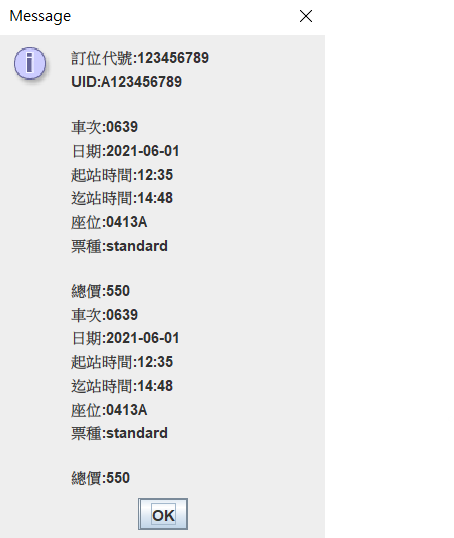 Message
訂位代號:123456789
UID:A123456789
車次:0639
日期:2021-06-01
起站時間:12:35
迄站時間:14:48
座位:0413A
票種:standard
總價:550
車次:0639
日期:2021-06-01
起站時間:12:35
迄站時間:14:48
座位:0413A
票種:standard
總價:550
OK